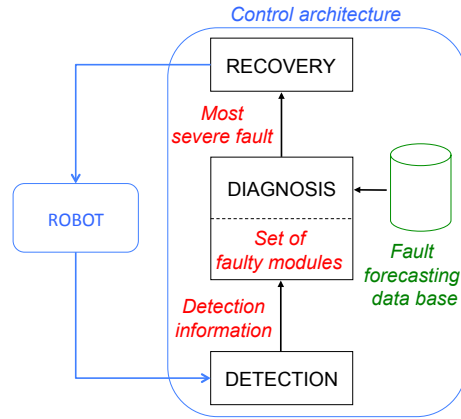 Control architecture
RECOVERY
Most
severe fault
DIAGNOSIS
ROBOT
Set of
faulty modules
Fault
forecasting
data base
Detection
information
DETECTION